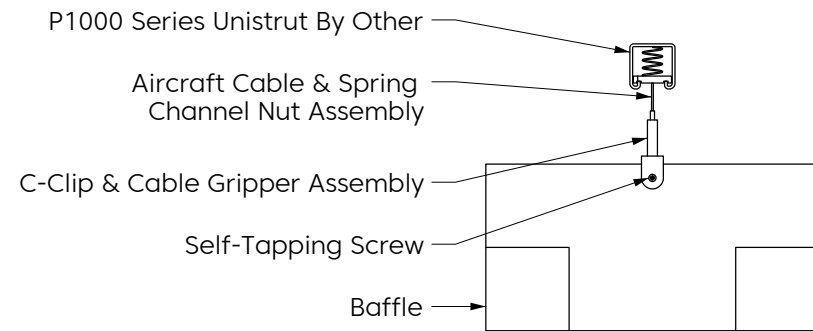 P1000 Series Unistrut By Other
Aircraft Cable & Spring
Channel Nut Assembly
C-Clip & Cable Gripper Assembly
Self-Tapping Screw
Baffle